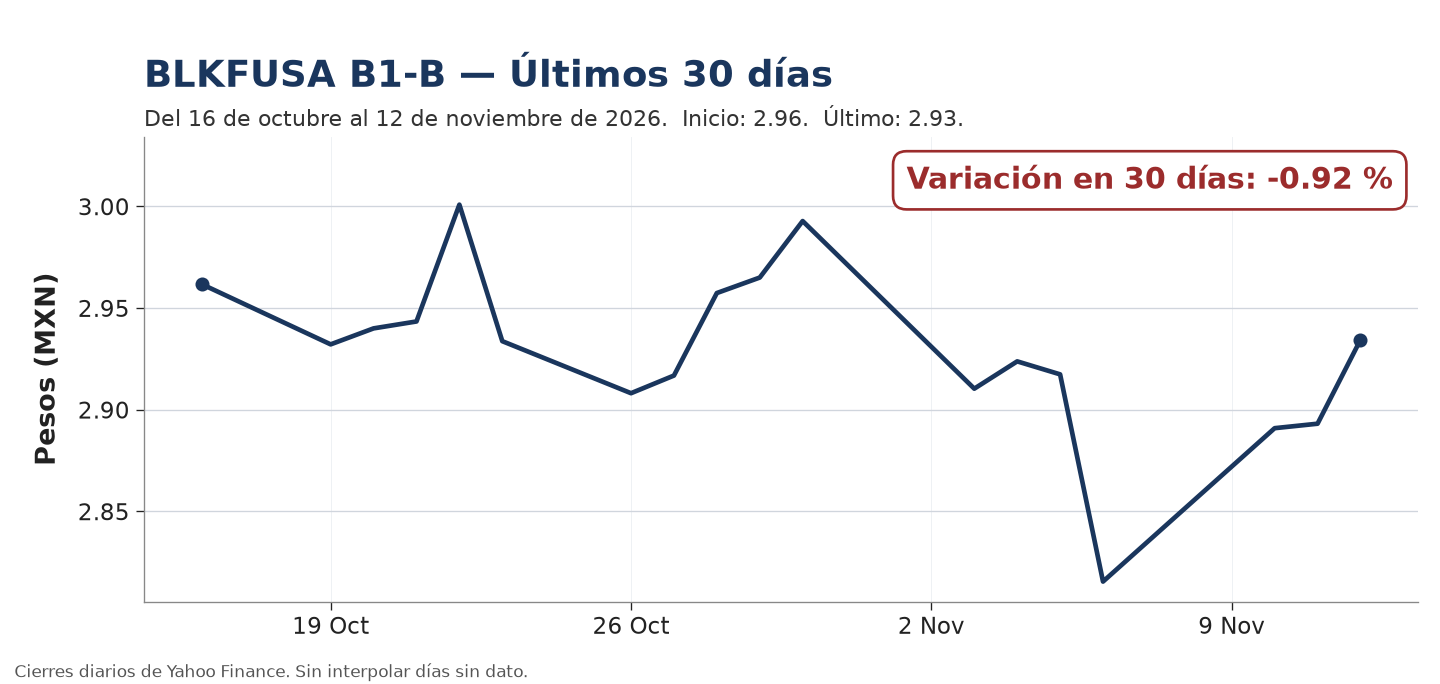 BLKFUSA B1-B — Últimos 30 días
Del 16 de octubre al 12 de noviembre de 2026.  Inicio: 2.96.  Último: 2.93.
Variación en 30 días: -0.92 %
Pesos (MXN)
3.00
2.95
2.90
2.85
19 Oct
26 Oct
2 Nov
9 Nov
Cierres diarios de Yahoo Finance. Sin interpolar días sin dato.